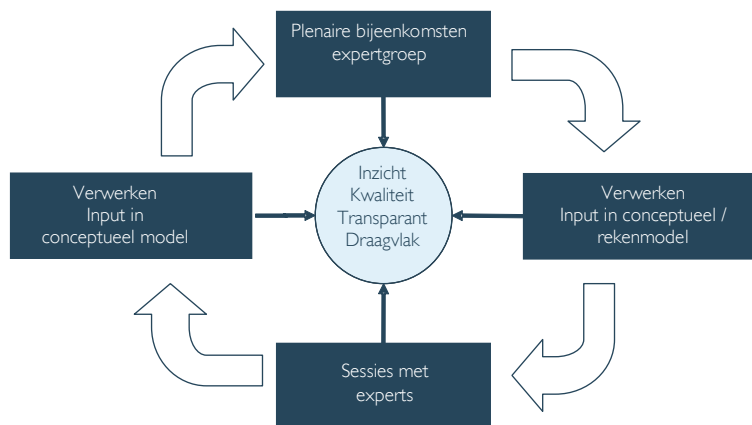 Plenaire bijeenkomsten
expertgroep
Verwerken
Input in
conceptueel model
Inzicht
Kwaliteit
Transparant
Draagvlak
Verwerken
Input in conceptueel /
rekenmodel
Sessies met
experts